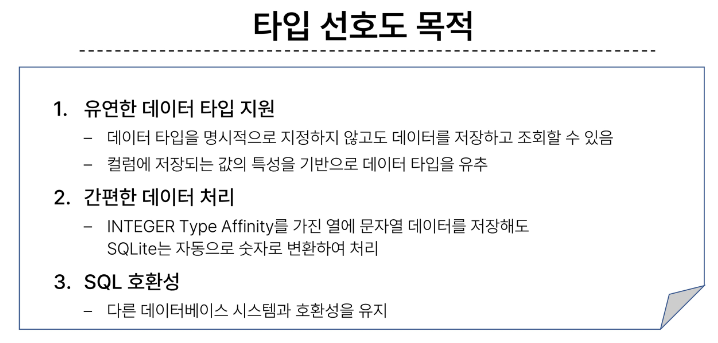 타입 선호도 목적
1. 유연한 데이터 타입 지원
– 데이터 타입을 명시적으로 지정하지 않고도 데이터를 저장하고 조회할 수 있음
– 컬럼에 저장되는 값의 특성을 기반으로 데이터 타입을 유추
2. 간편한 데이터 처리
– INTEGER Type Affinity를 가진 열에 문자열 데이터를 저장해도
SQLite는 자동으로 숫자로 변환하여 처리
3. SQL 호환성
– 다른 데이터베이스 시스템과 호환성을 유지